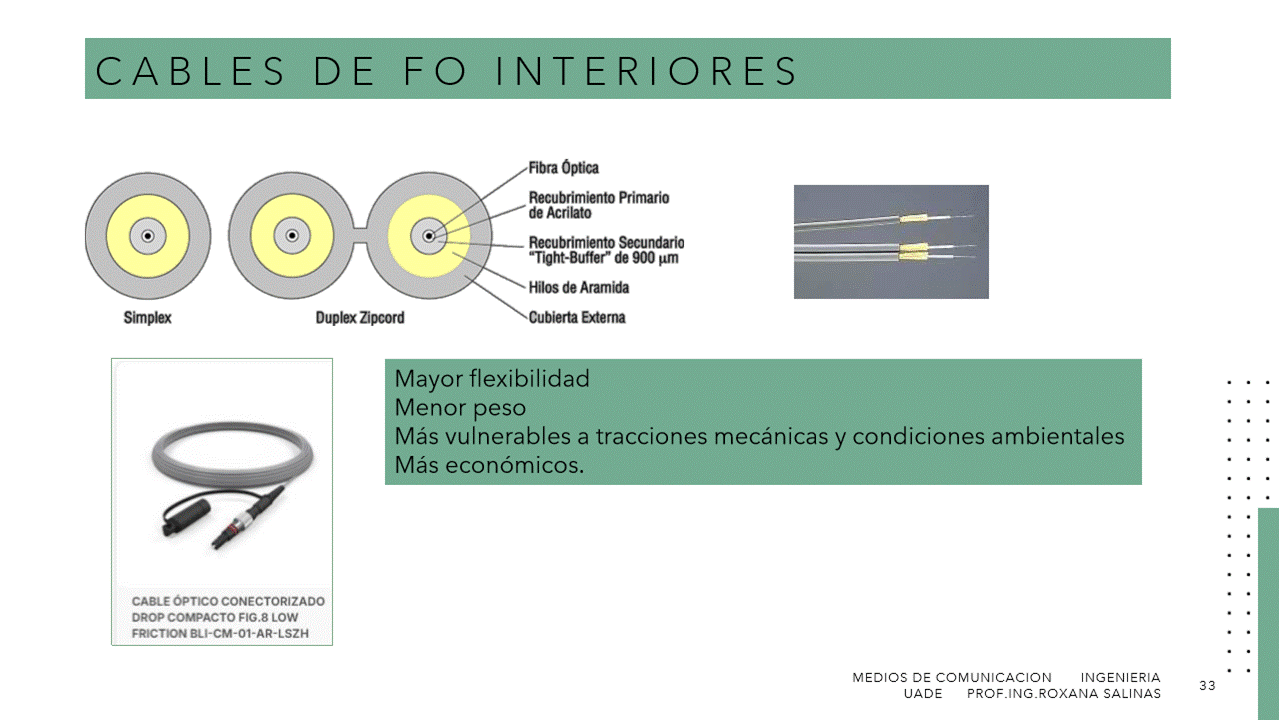 CABLES DE FO INTERIORES
Fibra Óptica
Recubrimiento Primario
de Acrilato
Recubrimiento Secundario
“Tight-Buffer” de 900 μm
Hilos de Aramida
Cubierta Externa
Simplex
Duplex Zipcord
Mayor flexibilidad
Menor peso
Más vulnerables a tracciones mecánicas y condiciones ambientales
Más económicos.
CABLE ÓPTICO CONECTORIZADO
DROP COMPACTO FIG.8 LOW
FRICTION BLI-CM-01-AR-LSZH
MEDIOS DE COMUNICACION INGENIERIA
UADE PROF.ING.ROXANA SALINAS
33